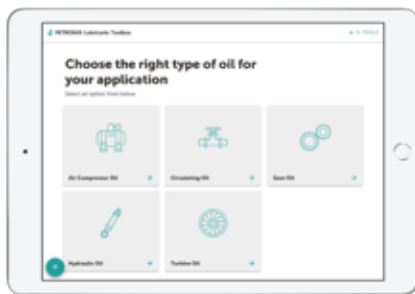 PETRONAS Lubricants Toolbox
Choose the right type of oil for
your application
Select an option from below
Air Compressor Oil
Circulating Oil
Gear Oil
Hydraulic Oil
Turbine Oil